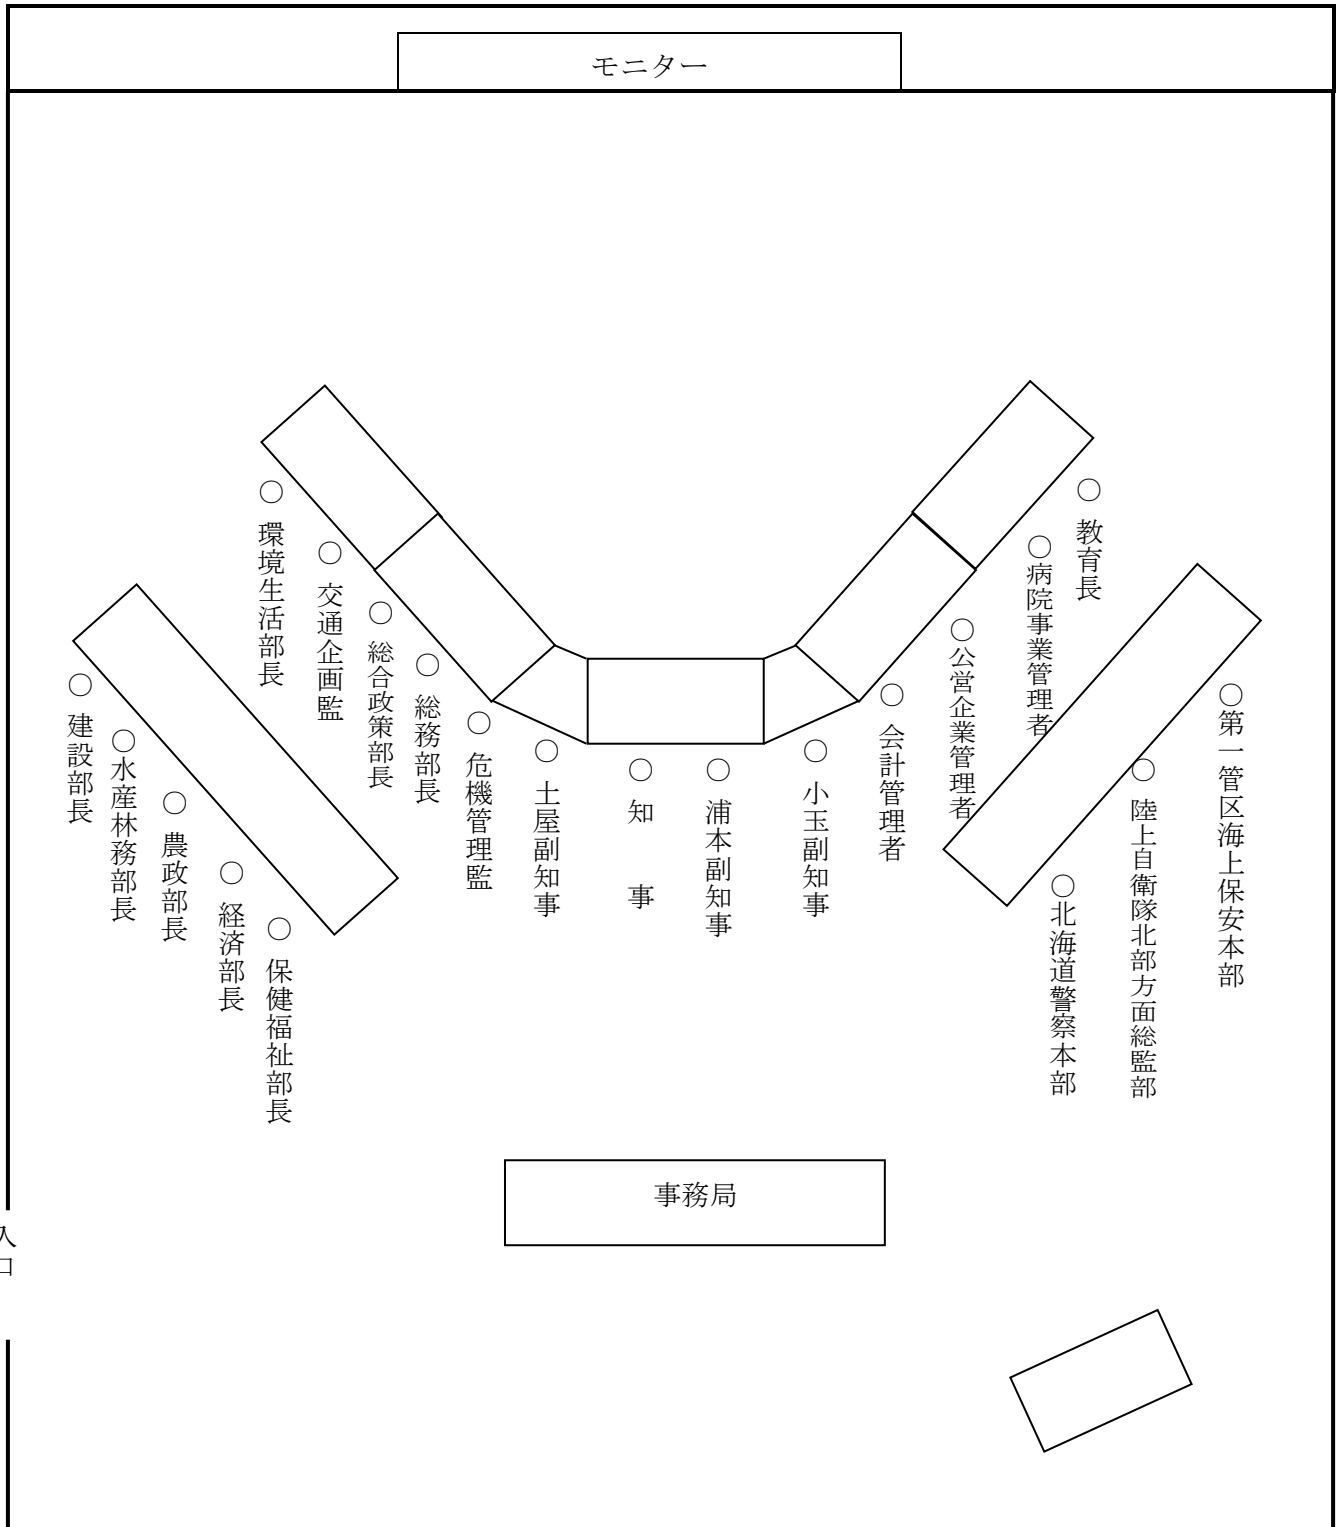 モニター
○ 環境生活部長
○ 交通企画監
○ 総合政策部長
○ 総務部長
○ 危機管理監
○ 土屋副知事
○ 知 事
○ 浦本副知事
○ 小玉副知事
○ 会計管理者
○公営企業管理者
○病院事業管理者
○ 教育長
○ 建設部長
○水産林務部長
○ 農政部長
○ 経済部長
○ 保健福祉部長
○北海道警察本部
○ 陸上自衛隊北部方面総監部
○第一管区海上保安本部
事務局
入口